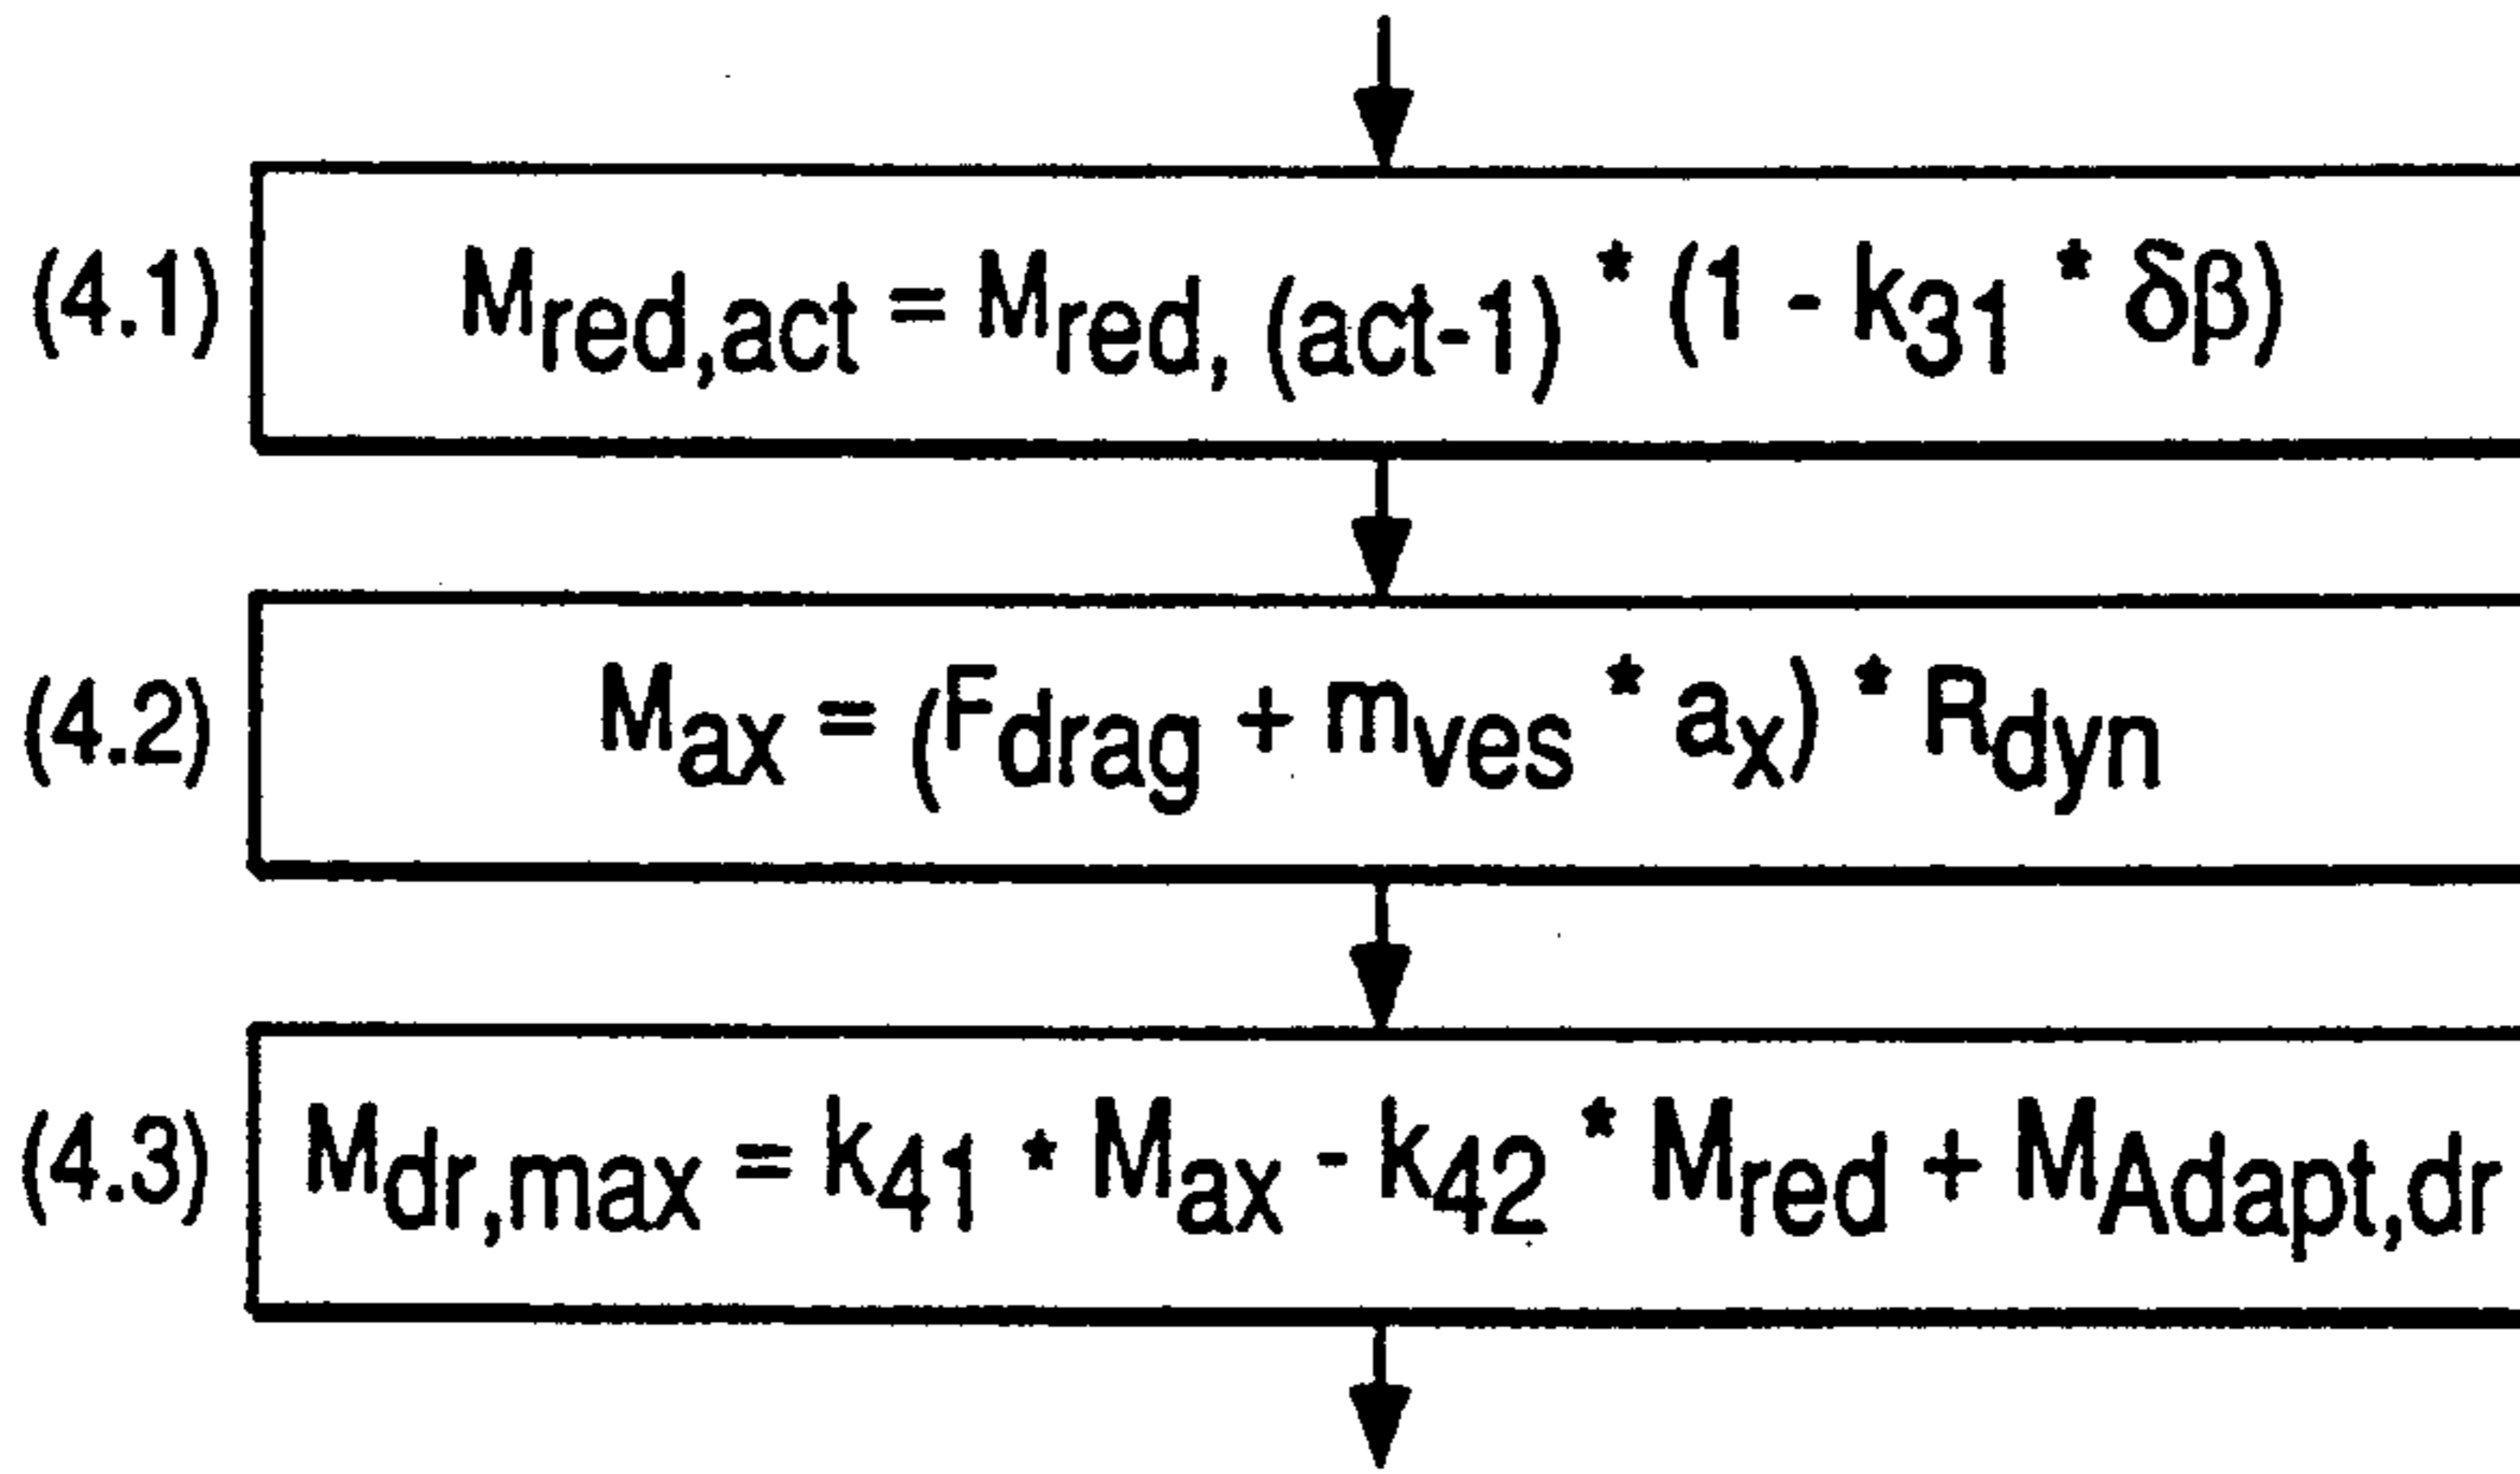 (4.1) M_red,act = M_red, (act-1) * (1 - k_31 * δβ)
(4.2) M_ax = (F_drag + m_ves * a_x) * R_dyn
(4.3) M_dr,max = k_41 * M_ax - k_42 * M_red + M_Adapt,dr